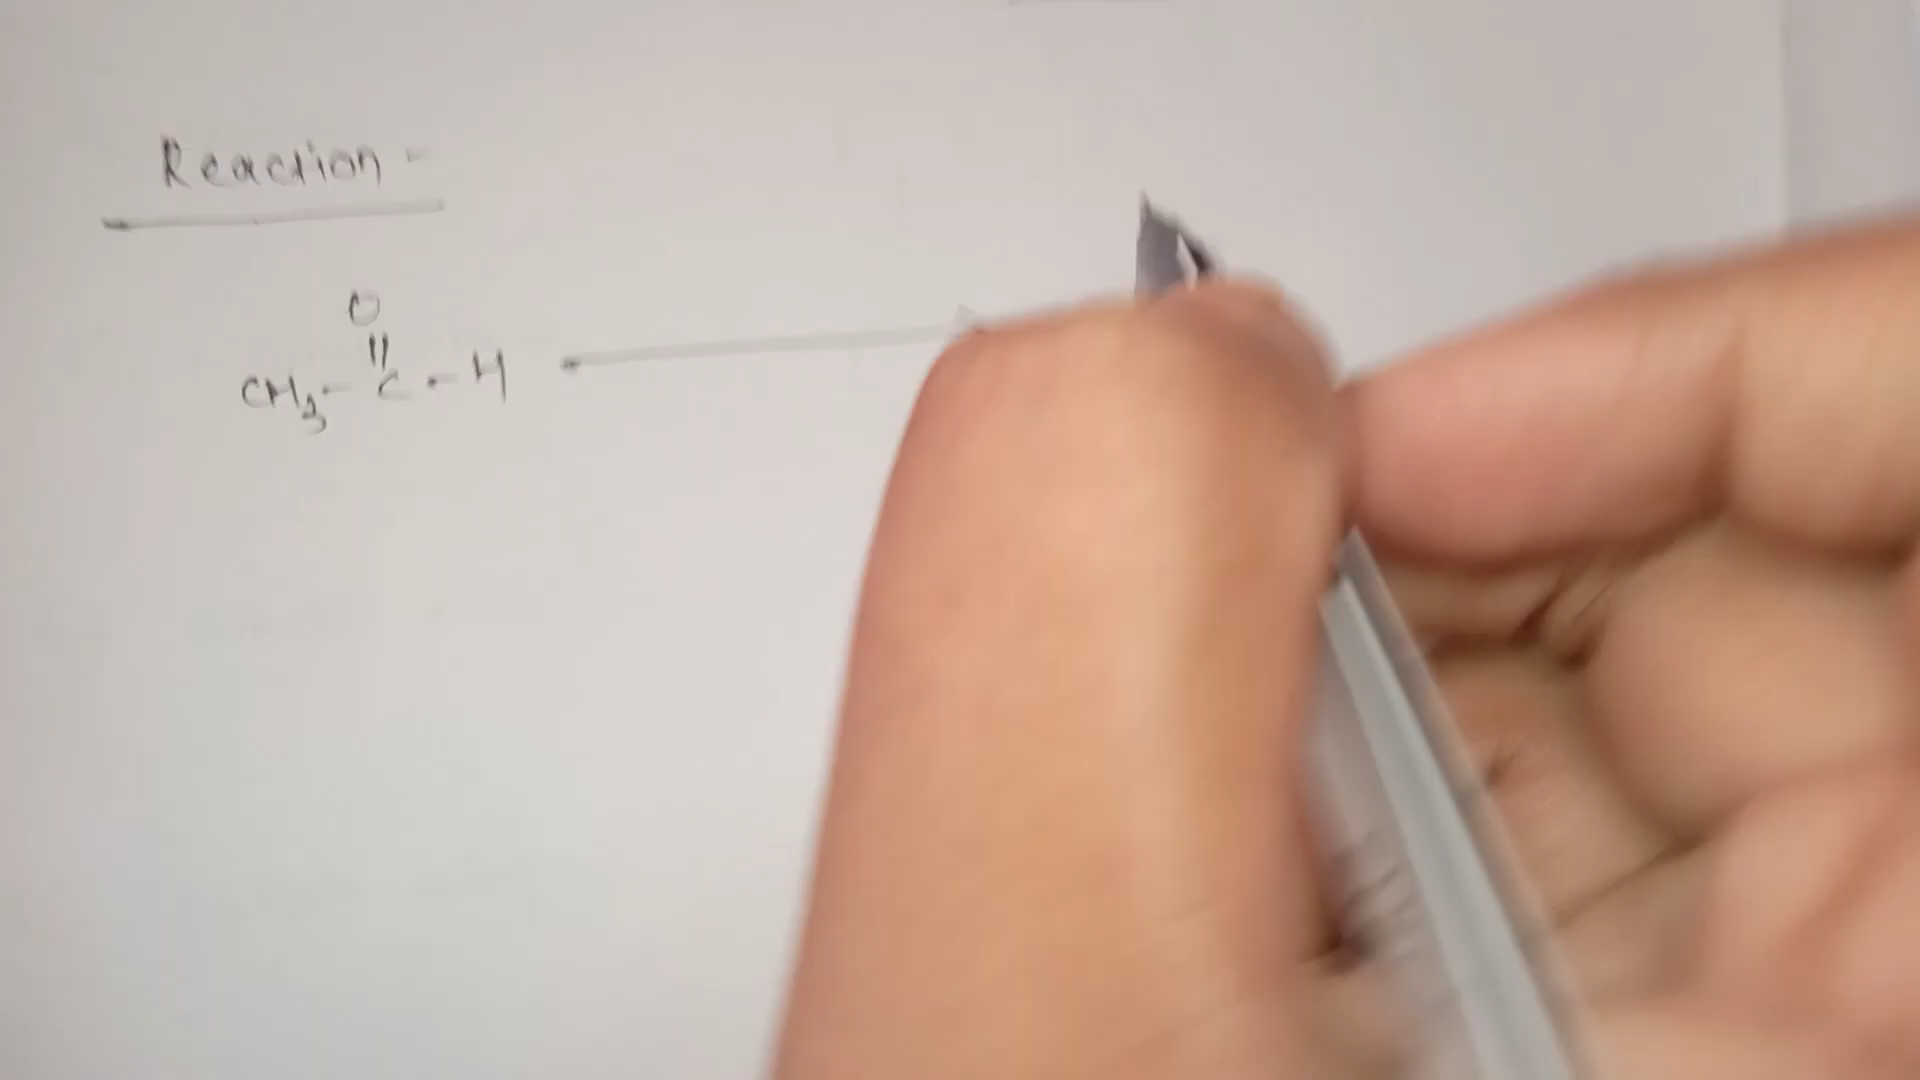 Reaction -
O
||
CH₃ - C - H